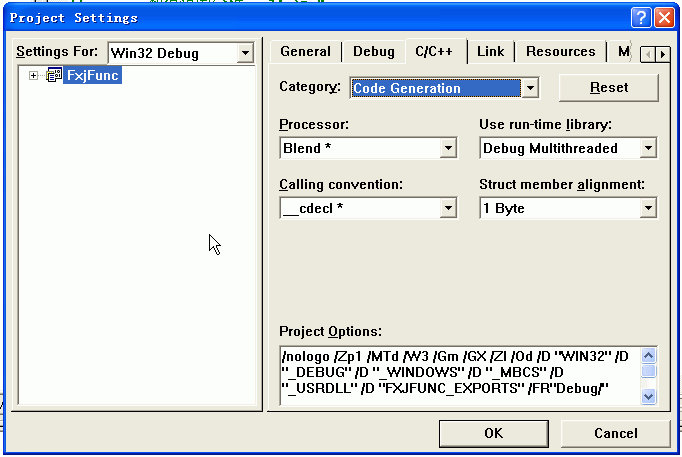 Project Settings
Settings For: Win32 Debug
FxjFunc
General Debug C/C++ Link Resources
Category: Code Generation Reset
Processor: Use run-time library:
Blend * Debug Multithreaded
Calling convention: Struct member alignment:
__cdecl * 1 Byte
Project Options:
/nologo /Zp1 /MTd /W3 /Gm /GX /ZI /Od /D "WIN32" /D
"_DEBUG" /D "_WINDOWS" /D "_MBCS" /D
"_USRDLL" /D "FXJFUNC_EXPORTS" /FR"Debug/"
OK Cancel